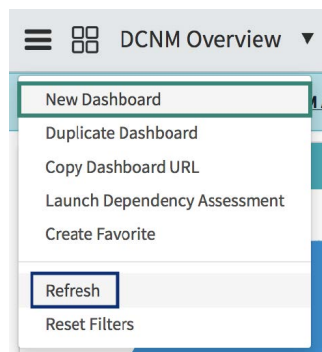 DCNM Overview
New Dashboard
Duplicate Dashboard
Copy Dashboard URL
Launch Dependency Assessment
Create Favorite
Refresh
Reset Filters